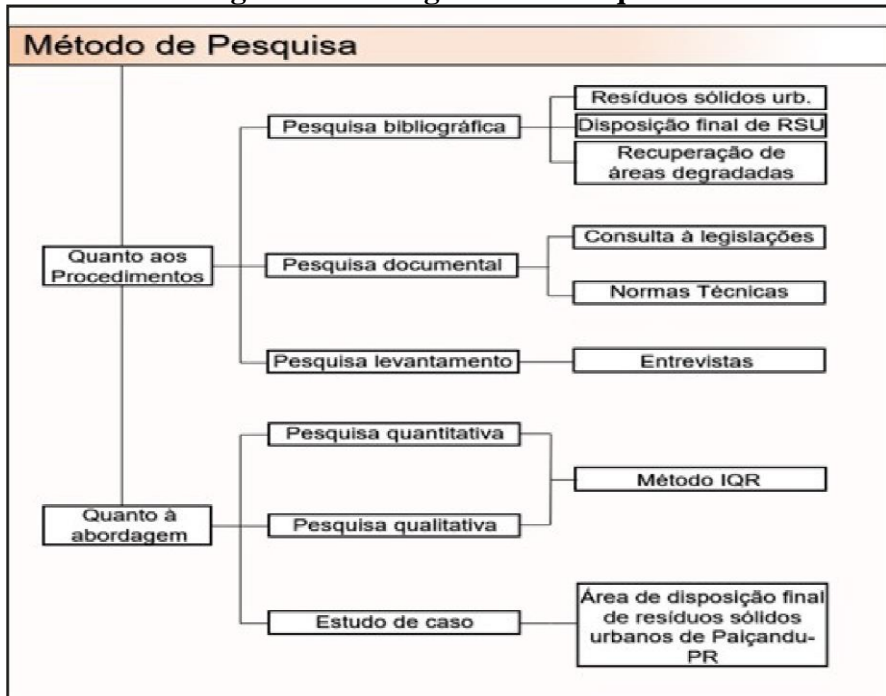 Método de Pesquisa
Pesquisa bibliográfica
Resíduos sólidos urb.
Disposição final de RSU
Recuperação de
áreas degradadas
Quanto aos
Procedimentos
Pesquisa documental
Consulta à legislações
Normas Técnicas
Pesquisa levantamento
Entrevistas
Quanto à
abordagem
Pesquisa quantitativa
Pesquisa qualitativa
Método IQR
Estudo de caso
Área de disposição final
de resíduos sólidos
urbanos de Paiçandu-
PR